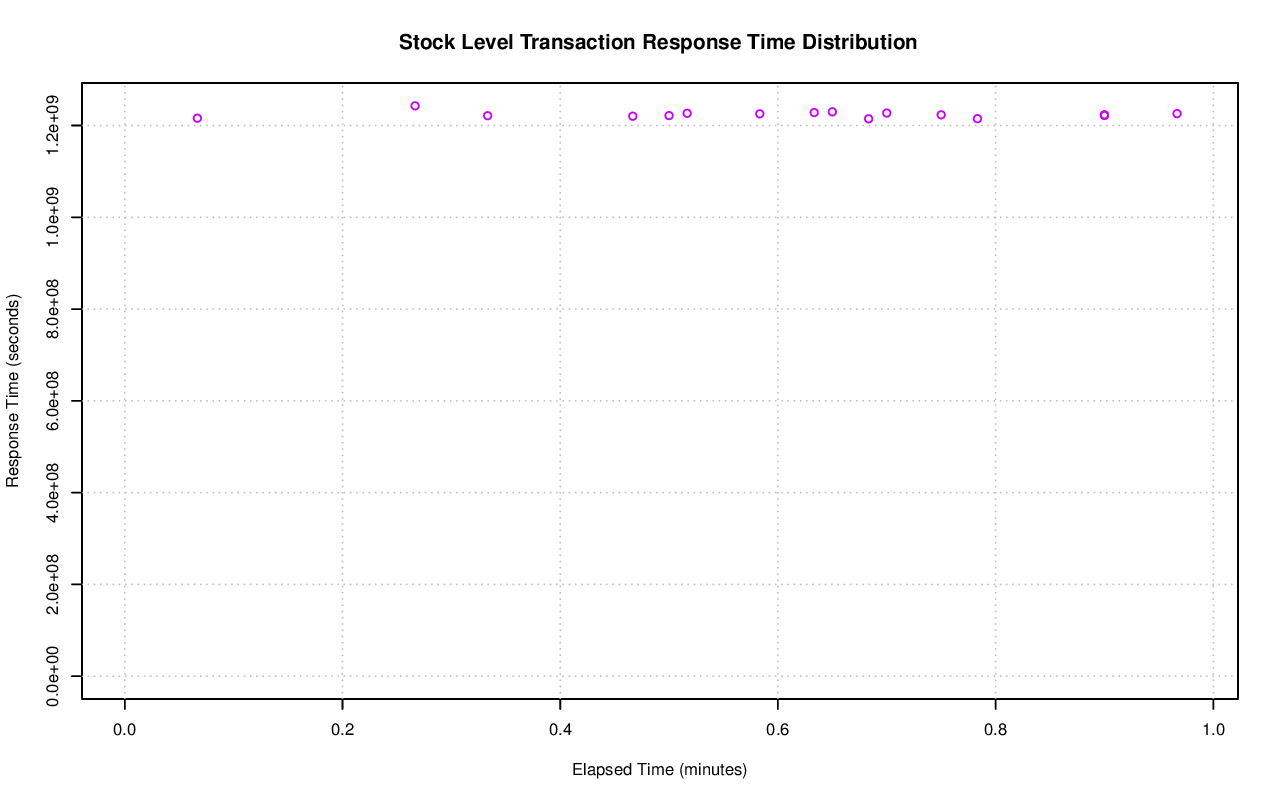 Stock Level Transaction Response Time Distribution
Response Time (seconds)
1.2e+09
1.0e+09
8.0e+08
6.0e+08
4.0e+08
2.0e+08
0.0e+00
0.0 0.2 0.4 0.6 0.8 1.0
Elapsed Time (minutes)